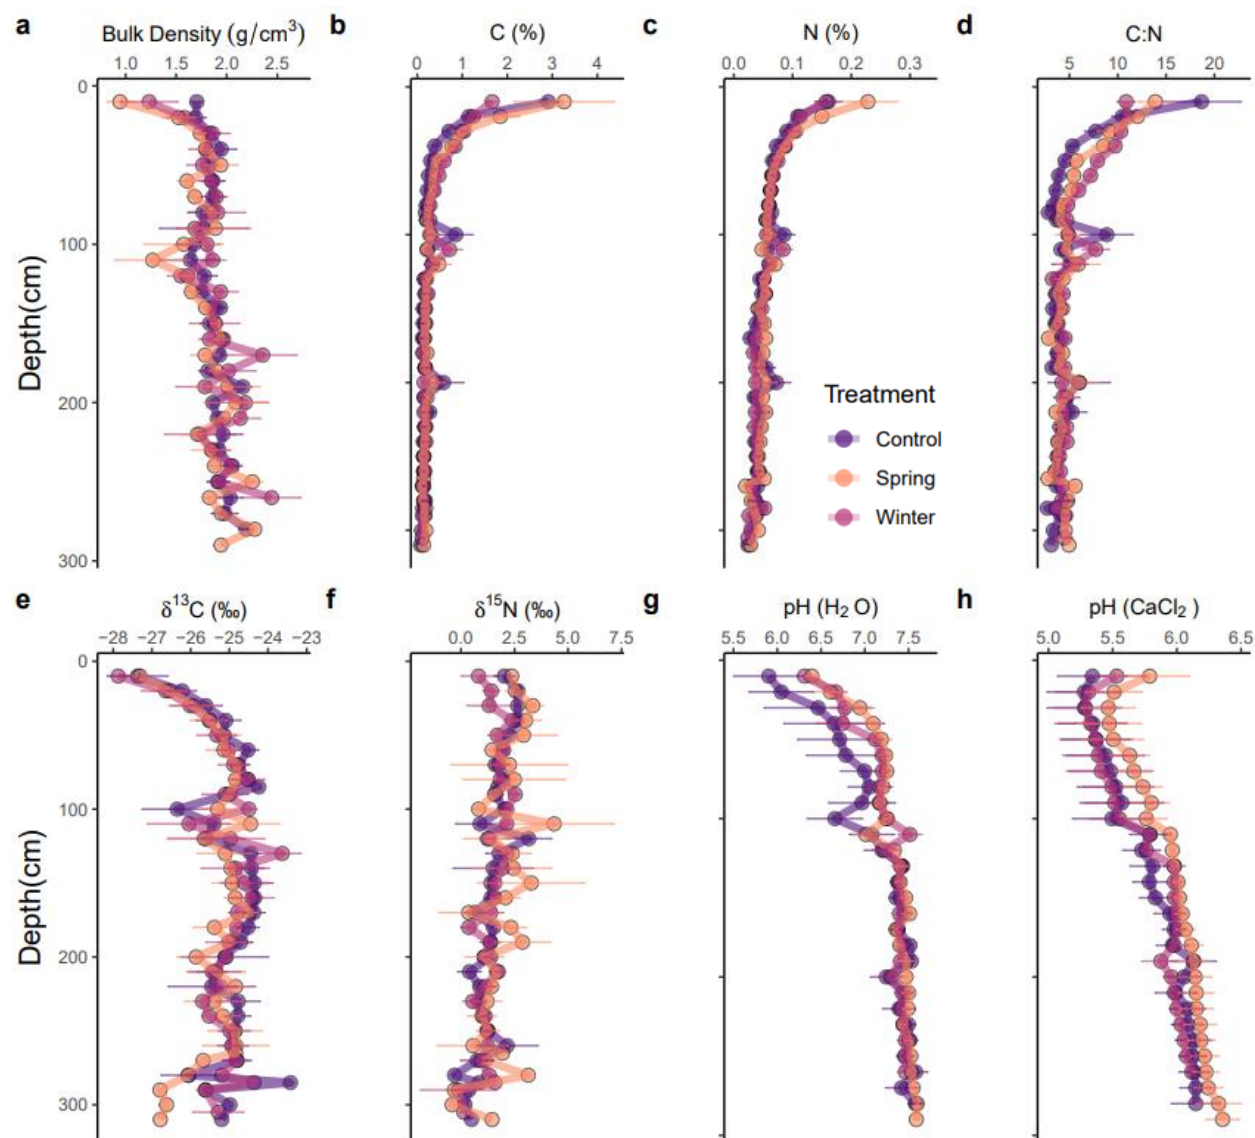 a Bulk Density (g/cm³) b C (%) c N (%) d C:N
1.0 1.5 2.0 2.5 0 1 2 3 4 0.0 0.1 0.2 0.3 5 10 15 20
0
100
200
300
Depth(cm)
Treatment
Control
Spring
Winter
e δ¹³C (‰) f δ¹⁵N (‰) g pH (H₂ O) h pH (CaCl₂ )
−28 −27 −26 −25 −24 −23 0.0 2.5 5.0 7.5 5.5 6.0 6.5 7.0 7.5 5.0 5.5 6.0 6.5
0
100
200
300
Depth(cm)